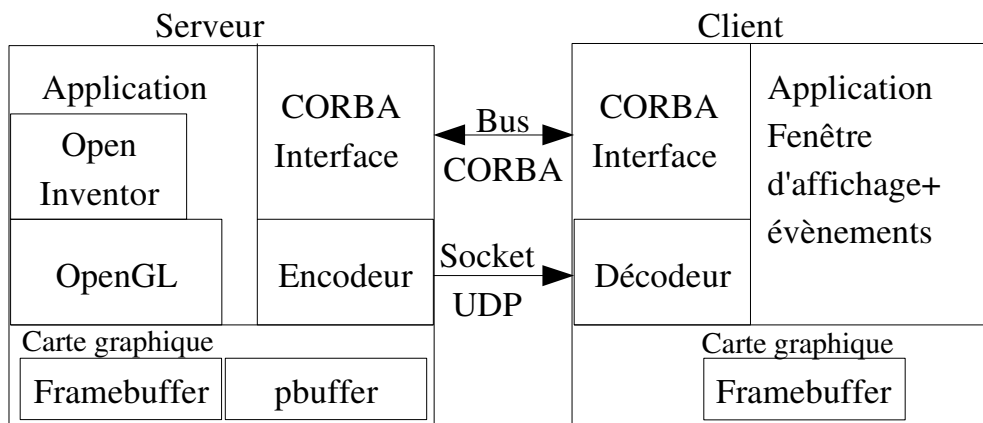 Serveur
Application
Open
Inventor
OpenGL
CORBA
Interface
Encodeur
Carte graphique
Framebuffer
pbuffer
Bus
CORBA
Socket
UDP
Client
CORBA
Interface
Décodeur
Application
Fenêtre
d'affichage+
évènements
Carte graphique
Framebuffer